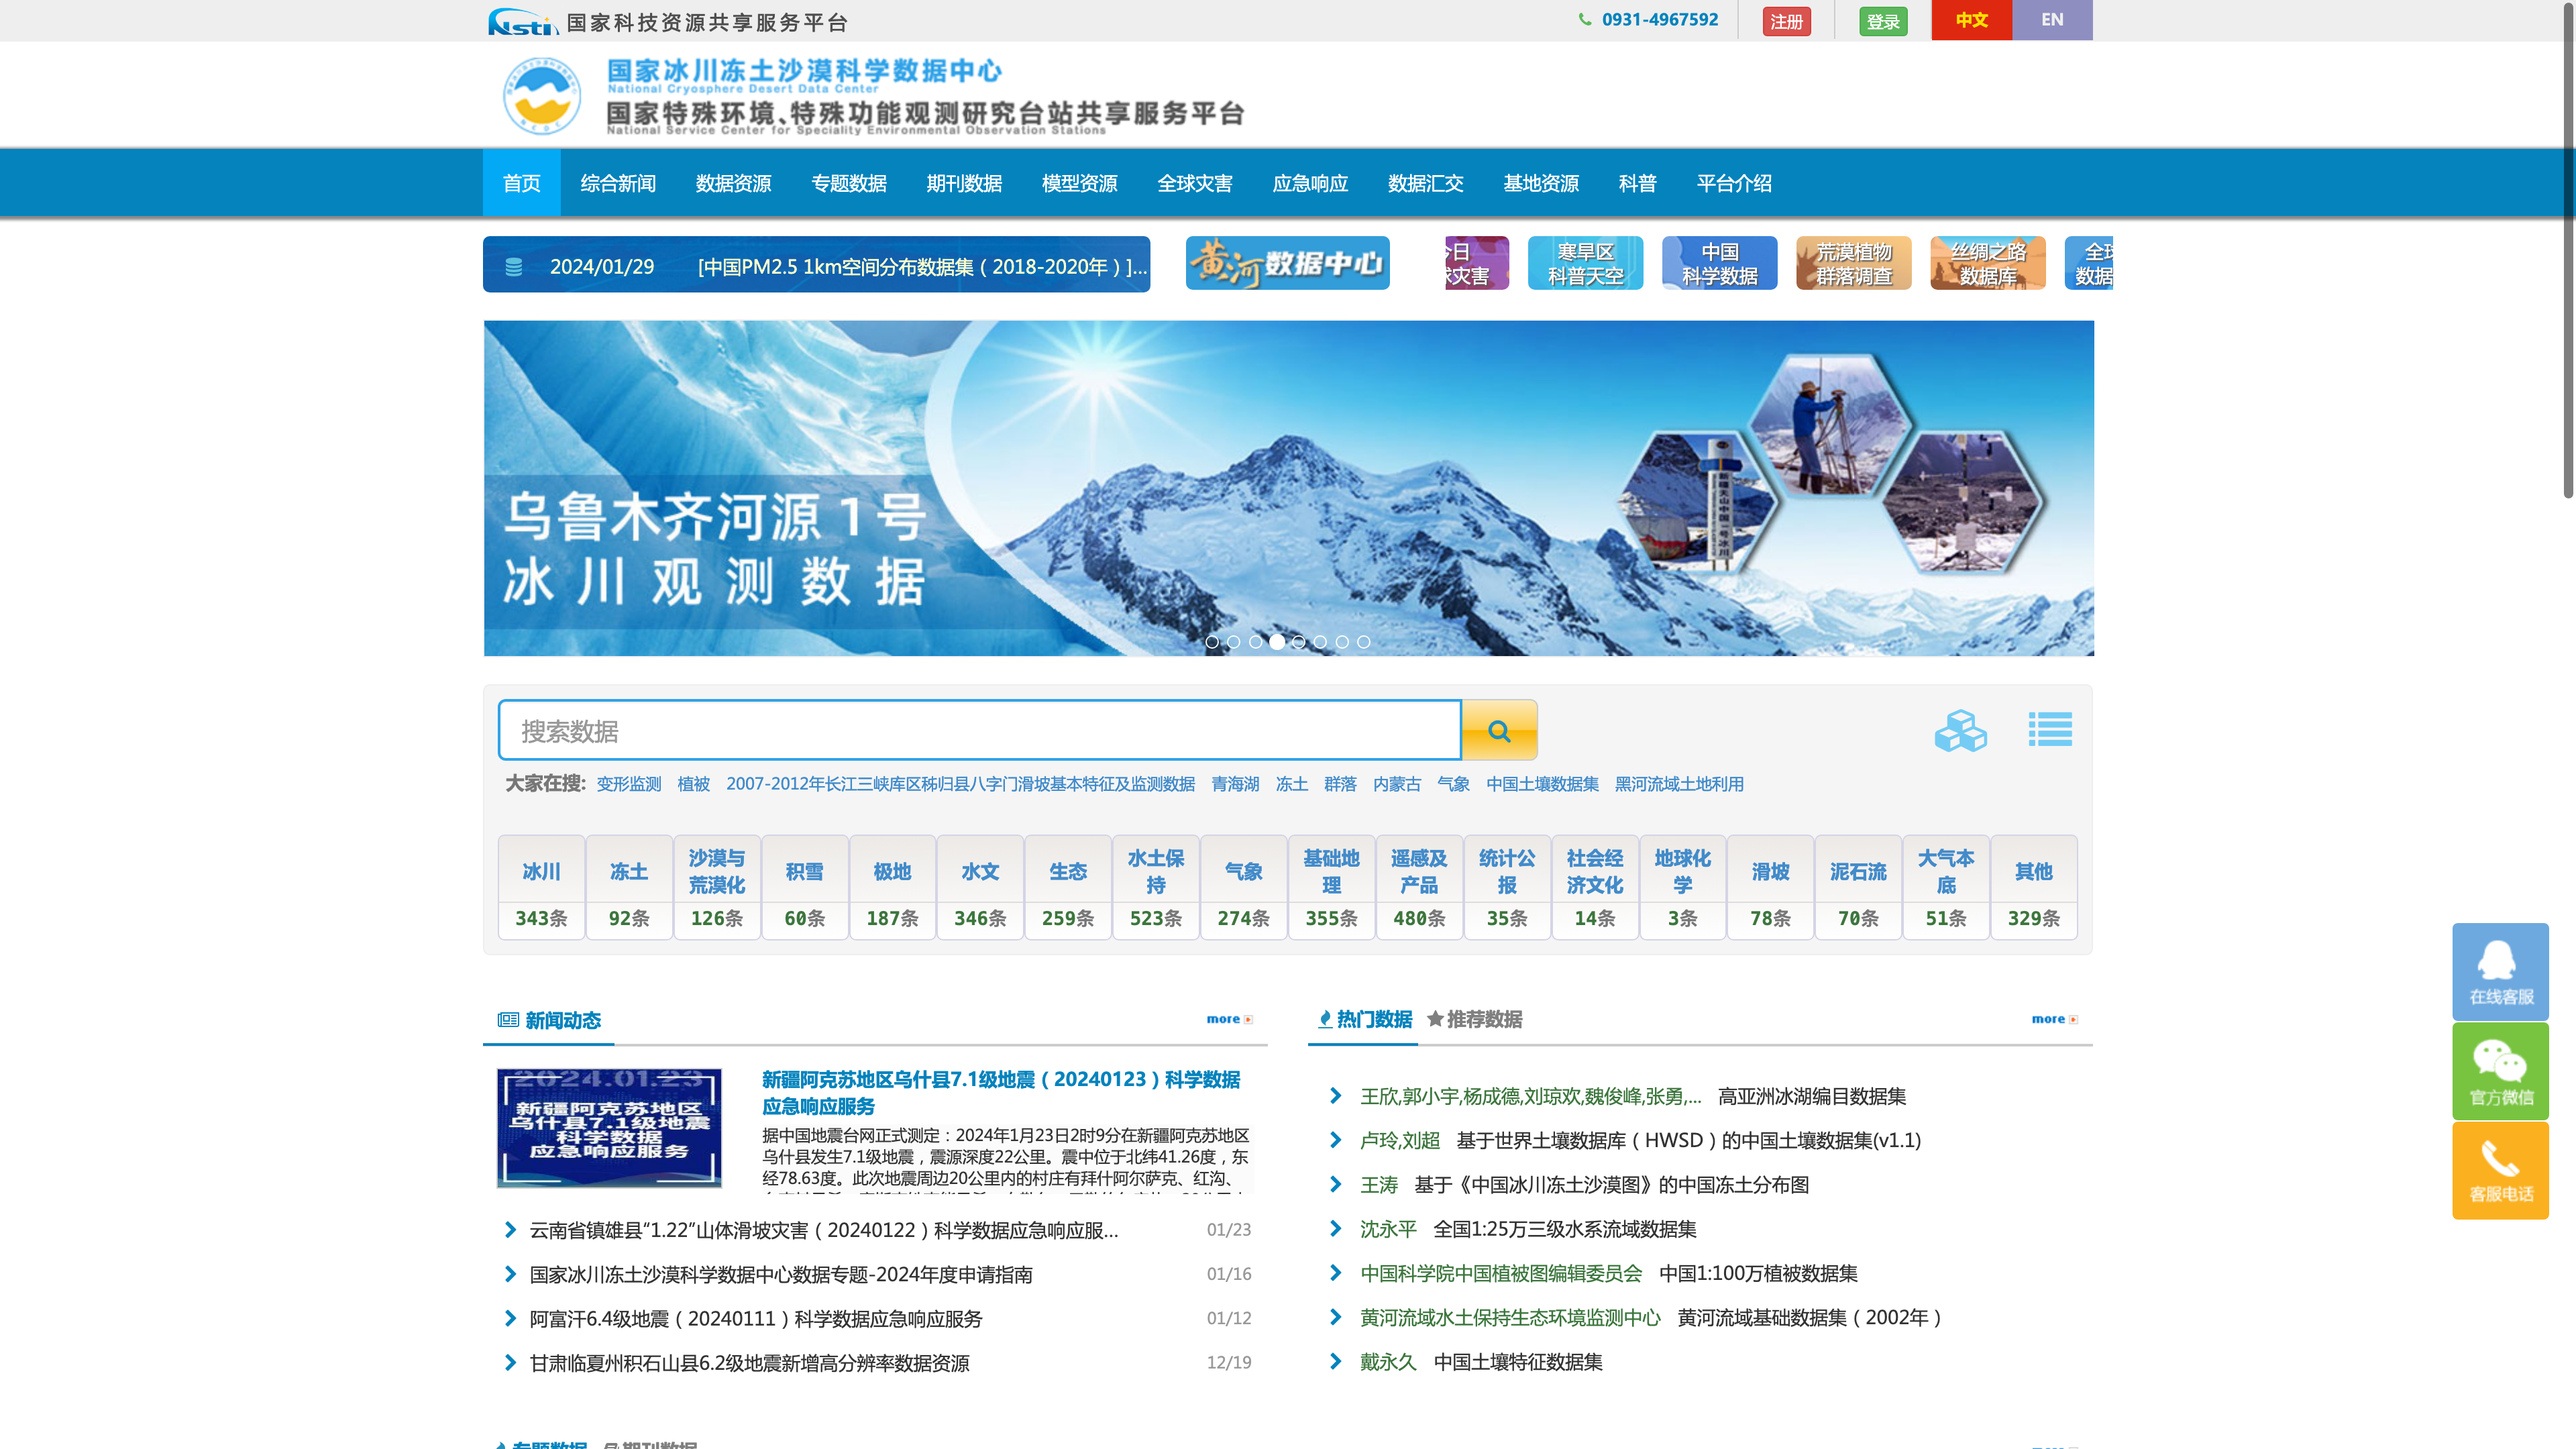 Nsti 国家科技资源共享服务平台
0931-4967592
注册
登录
中文
EN
国家冰川冻土沙漠科学数据中心
National Cryosphere Desert Data Center
国家特殊环境、特殊功能观测研究台站共享服务平台
National Service Center for Speciality Environmental Observation Stations
首页 综合新闻 数据资源 专题数据 期刊数据 模型资源 全球灾害 应急响应 数据汇交 基地资源 科普 平台介绍
2024/01/29 [中国PM2.5 1km空间分布数据集（2018-2020年）]...
黄河数据中心
今日
球灾害
寒旱区
科普天空
中国
科学数据
荒漠植物
群落调查
丝绸之路
数据库
全球
数据
乌鲁木齐河源1号
冰川观测数据
搜索数据
大家在搜: 变形监测 植被 2007-2012年长江三峡库区秭归县八字门滑坡基本特征及监测数据 青海湖 冻土 群落 内蒙古 气象 中国土壤数据集 黑河流域土地利用
冰川
343条
冻土
92条
沙漠与
荒漠化
126条
积雪
60条
极地
187条
水文
346条
生态
259条
水土保
持
523条
气象
274条
基础地
理
355条
遥感及
产品
480条
统计公
报
35条
社会经
济文化
14条
地球化
学
3条
滑坡
78条
泥石流
70条
大气本
底
51条
其他
329条
新闻动态
more
2024.01.23
新疆阿克苏地区
乌什县7.1级地震
科学数据
应急响应服务
新疆阿克苏地区乌什县7.1级地震（20240123）科学数据
应急响应服务
据中国地震台网正式测定：2024年1月23日2时9分在新疆阿克苏地区
乌什县发生7.1级地震，震源深度22公里。震中位于北纬41.26度，东
经78.63度。此次地震周边20公里内的村庄有拜什阿尔萨克、红沟、
云南省镇雄县“1.22”山体滑坡灾害（20240122）科学数据应急响应服... 01/23
国家冰川冻土沙漠科学数据中心数据专题-2024年度申请指南 01/16
阿富汗6.4级地震（20240111）科学数据应急响应服务 01/12
甘肃临夏州积石山县6.2级地震新增高分辨率数据资源 12/19
热门数据 推荐数据
more
王欣,郭小宇,杨成德,刘琼欢,魏俊峰,张勇,... 高亚洲冰湖编目数据集
卢玲,刘超 基于世界土壤数据库（HWSD）的中国土壤数据集(v1.1)
王涛 基于《中国冰川冻土沙漠图》的中国冻土分布图
沈永平 全国1:25万三级水系流域数据集
中国科学院中国植被图编辑委员会 中国1:100万植被数据集
黄河流域水土保持生态环境监测中心 黄河流域基础数据集（2002年）
戴永久 中国土壤特征数据集
在线客服
官方微信
客服电话
专题数据 期刊数据